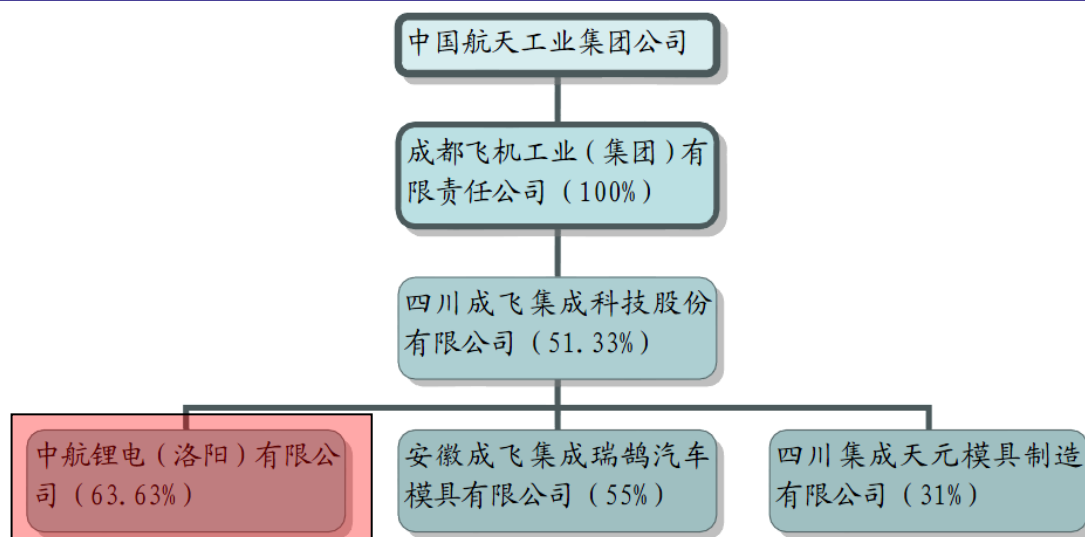 中国航天工业集团公司
成都飞机工业（集团）有
限责任公司（100%）
四川成飞集成科技股份
有限公司（51.33%）
中航锂电（洛阳）有限公
司（63.63%）
安徽成飞集成瑞鹄汽车
模具有限公司（55%）
四川集成天元模具制造
有限公司（31%）